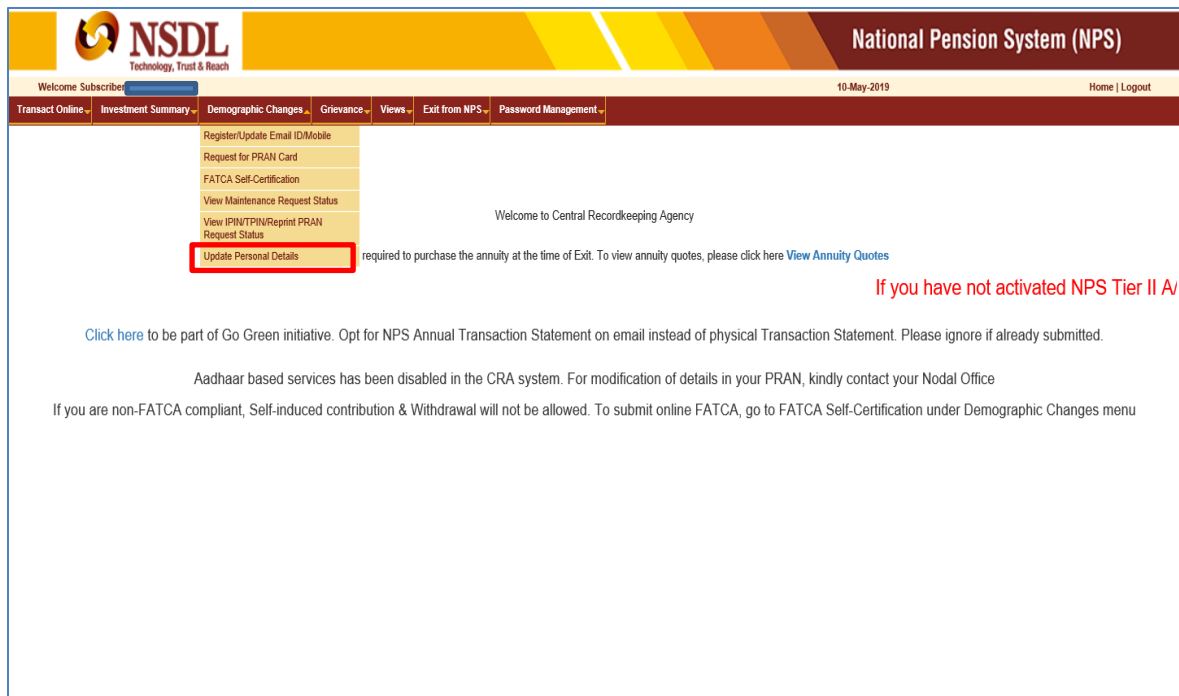 NSDL
Technology, Trust & Reach
National Pension System (NPS)
Welcome Subscriber
10-May-2019
Home | Logout
Transact Online Investment Summary Demographic Changes Grievance Views Exit from NPS Password Management
Register/Update Email ID/Mobile
Request for PRAN Card
FATCA Self-Certification
View Maintenance Request Status
View IPIN/TPIN/Reprint PRAN
Request Status
Update Personal Details
Welcome to Central Recordkeeping Agency
required to purchase the annuity at the time of Exit. To view annuity quotes, please click here View Annuity Quotes
If you have not activated NPS Tier II A/
Click here to be part of Go Green initiative. Opt for NPS Annual Transaction Statement on email instead of physical Transaction Statement. Please ignore if already submitted.
Aadhaar based services has been disabled in the CRA system. For modification of details in your PRAN, kindly contact your Nodal Office
If you are non-FATCA compliant, Self-induced contribution & Withdrawal will not be allowed. To submit online FATCA, go to FATCA Self-Certification under Demographic Changes menu